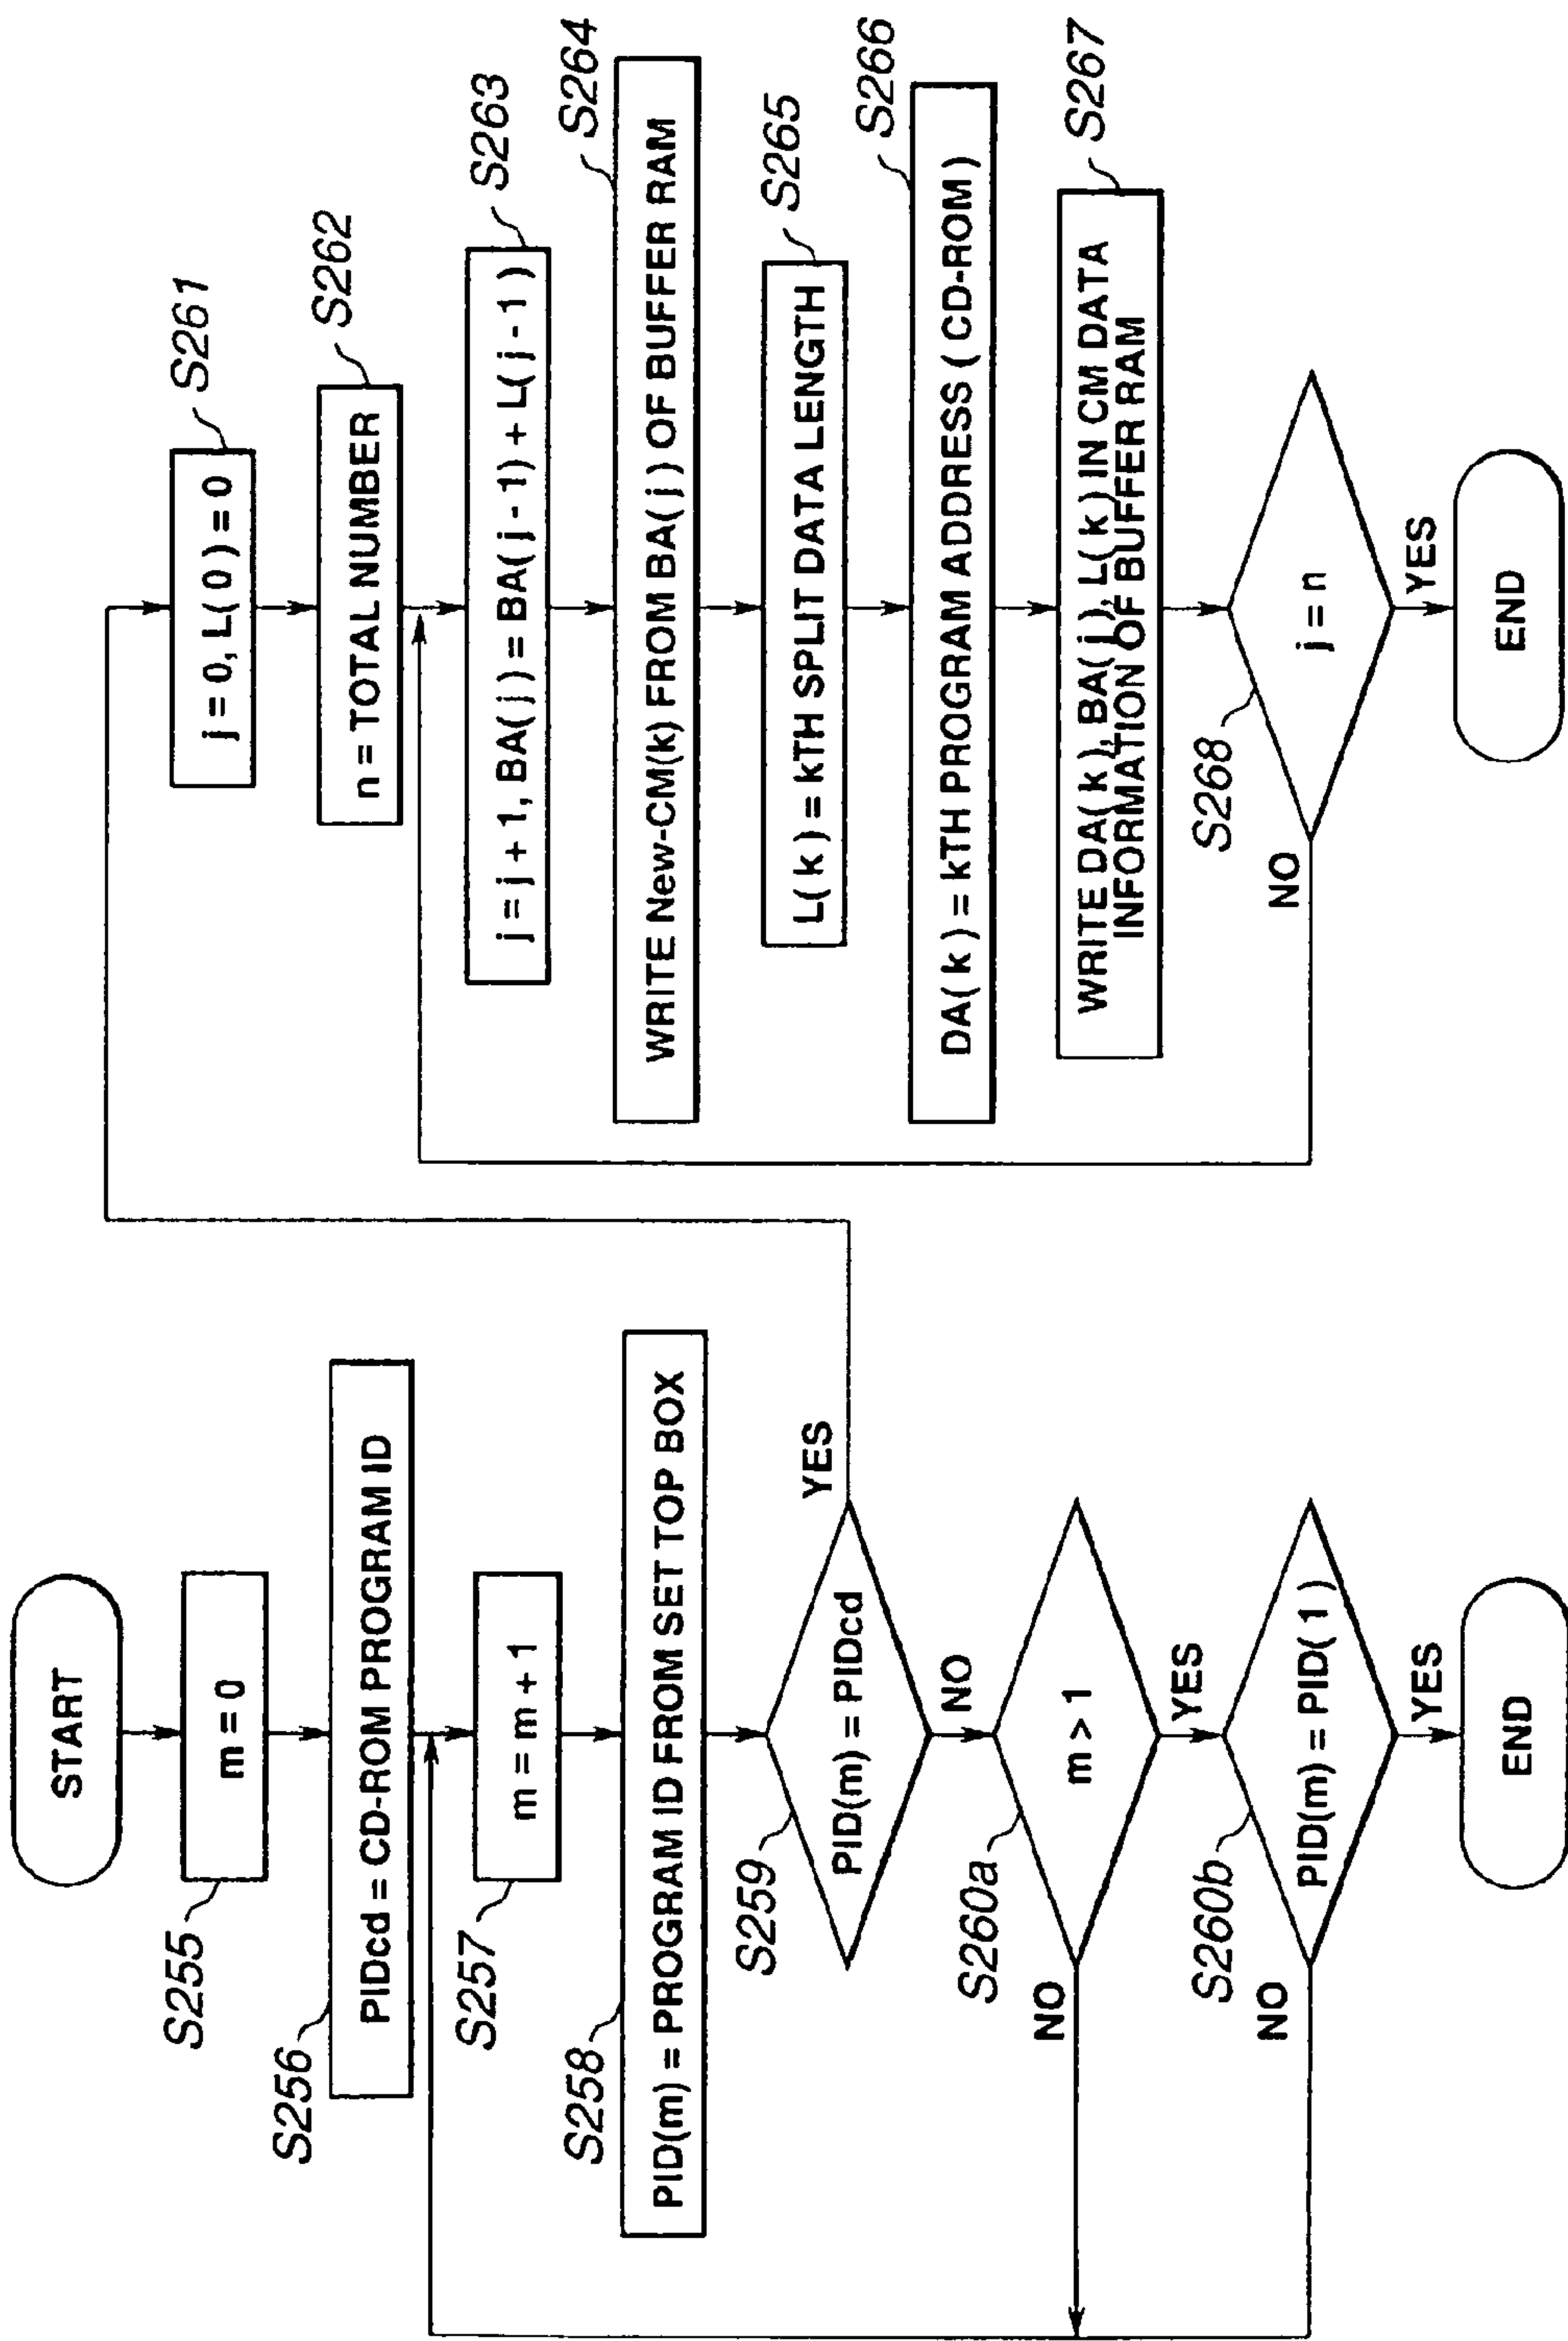 START
S255
m = 0
S256
PIDcd = CD-ROM PROGRAM ID
S257
m = m + 1
S258
PID(m) = PROGRAM ID FROM SET TOP BOX
S259
PID(m) = PIDcd
YES
NO
S260a
m > 1
NO
YES
S260b
PID(m) = PID( 1 )
NO
YES
END
j = 0, L( 0 ) = 0
S261
n = TOTAL NUMBER
S262
j = j + 1, BA( j ) = BA( j - 1) + L( j - 1 )
S263
WRITE New-CM(k) FROM BA( j ) OF BUFFER RAM
S264
L( k ) = kTH SPLIT DATA LENGTH
S265
DA( k ) = kTH PROGRAM ADDRESS ( CD-ROM )
S266
WRITE DA( k ), BA( j ), L( k ) IN CM DATA
INFORMATION OF BUFFER RAM
S267
S268
j = n
NO
YES
END